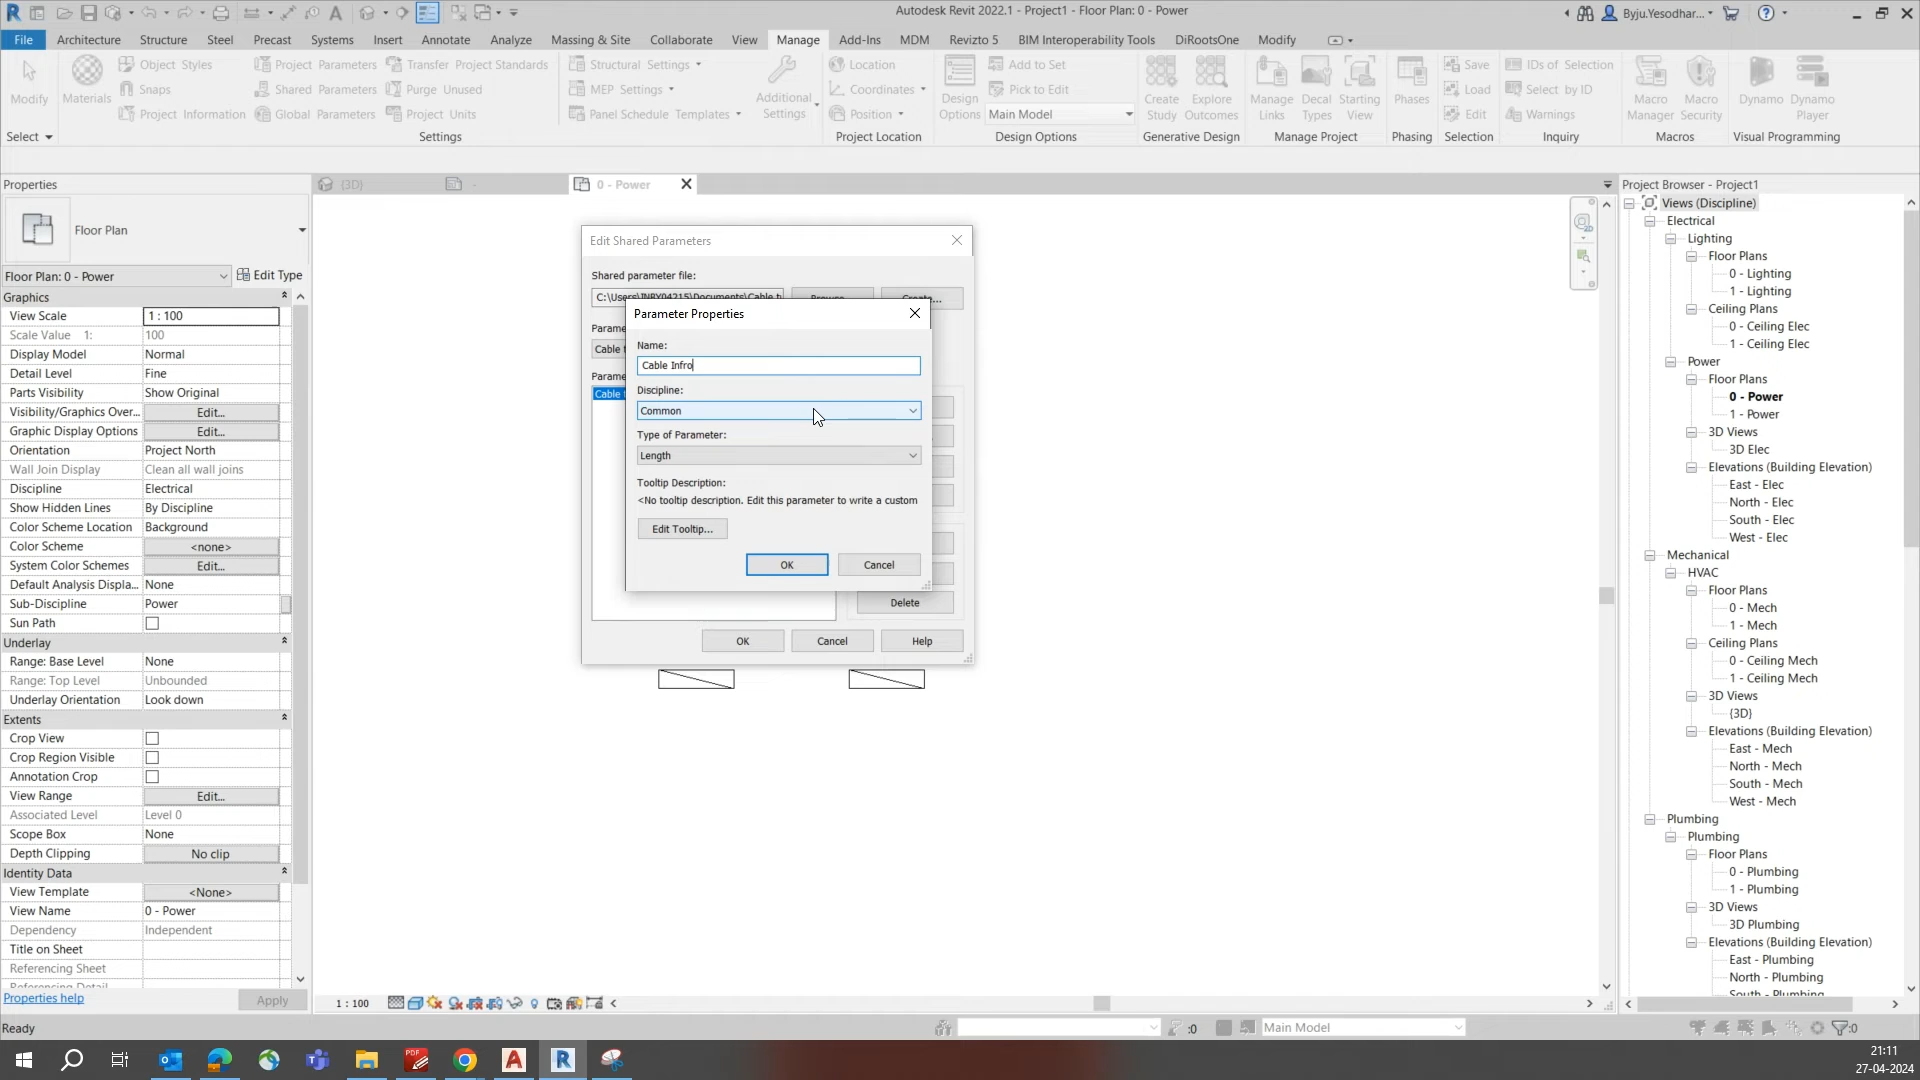 Autodesk Revit 2022.1 - Project1 - Floor Plan: 0 - Power
Byju.Yesodhar...
File Architecture Structure Steel Precast Systems Insert Annotate Analyze Massing & Site Collaborate View Manage Add-Ins MDM Revizto 5 BIM Interoperability Tools DiRootsOne Modify
Modify
Materials
Object Styles
Snaps
Project Information
Project Parameters
Shared Parameters
Global Parameters
Transfer Project Standards
Purge Unused
Project Units
Structural Settings
MEP Settings
Panel Schedule Templates
Additional
Settings
Location
Coordinates
Position
Design
Options
Add to Set
Pick to Edit
Main Model
Create
Study
Explore
Outcomes
Manage
Links
Decal
Types
Starting
View
Phases
Save
Load
Edit
IDs of Selection
Select by ID
Warnings
Macro
Manager
Macro
Security
Dynamo
Dynamo
Player
Select
Settings
Project Location
Design Options
Generative Design
Manage Project
Phasing
Selection
Inquiry
Macros
Visual Programming
Properties
Floor Plan
Floor Plan: 0 - Power
Edit Type
Graphics
View Scale 1 : 100
Scale Value 1: 100
Display Model Normal
Detail Level Fine
Parts Visibility Show Original
Visibility/Graphics Over... Edit...
Graphic Display Options Edit...
Orientation Project North
Wall Join Display Clean all wall joins
Discipline Electrical
Show Hidden Lines By Discipline
Color Scheme Location Background
Color Scheme <none>
System Color Schemes Edit...
Default Analysis Displa... None
Sub-Discipline Power
Sun Path
Underlay
Range: Base Level None
Range: Top Level Unbounded
Underlay Orientation Look down
Extents
Crop View
Crop Region Visible
Annotation Crop
View Range Edit...
Associated Level Level 0
Scope Box None
Depth Clipping No clip
Identity Data
View Template <None>
View Name 0 - Power
Dependency Independent
Title on Sheet
Referencing Sheet
Referencing Detail
Properties help
Apply
{3D}
-
0 - Power
Edit Shared Parameters
Shared parameter file:
C:\Users\INBY04215\Documents\Cable t
Browse...
Create...
Parame
Cable t
Parame
Cable t
Delete
OK
Cancel
Help
Parameter Properties
Name:
Cable Infro
Discipline:
Common
Type of Parameter:
Length
Tooltip Description:
<No tooltip description. Edit this parameter to write a custom
Edit Tooltip...
OK
Cancel
1 : 100
Project Browser - Project1
Views (Discipline)
Electrical
Lighting
Floor Plans
0 - Lighting
1 - Lighting
Ceiling Plans
0 - Ceiling Elec
1 - Ceiling Elec
Power
Floor Plans
0 - Power
1 - Power
3D Views
3D Elec
Elevations (Building Elevation)
East - Elec
North - Elec
South - Elec
West - Elec
Mechanical
HVAC
Floor Plans
0 - Mech
1 - Mech
Ceiling Plans
0 - Ceiling Mech
1 - Ceiling Mech
3D Views
{3D}
Elevations (Building Elevation)
East - Mech
North - Mech
South - Mech
West - Mech
Plumbing
Plumbing
Floor Plans
0 - Plumbing
1 - Plumbing
3D Views
3D Plumbing
Elevations (Building Elevation)
East - Plumbing
North - Plumbing
South - Plumbing
Ready
:0
Main Model
:0
21:11
27-04-2024